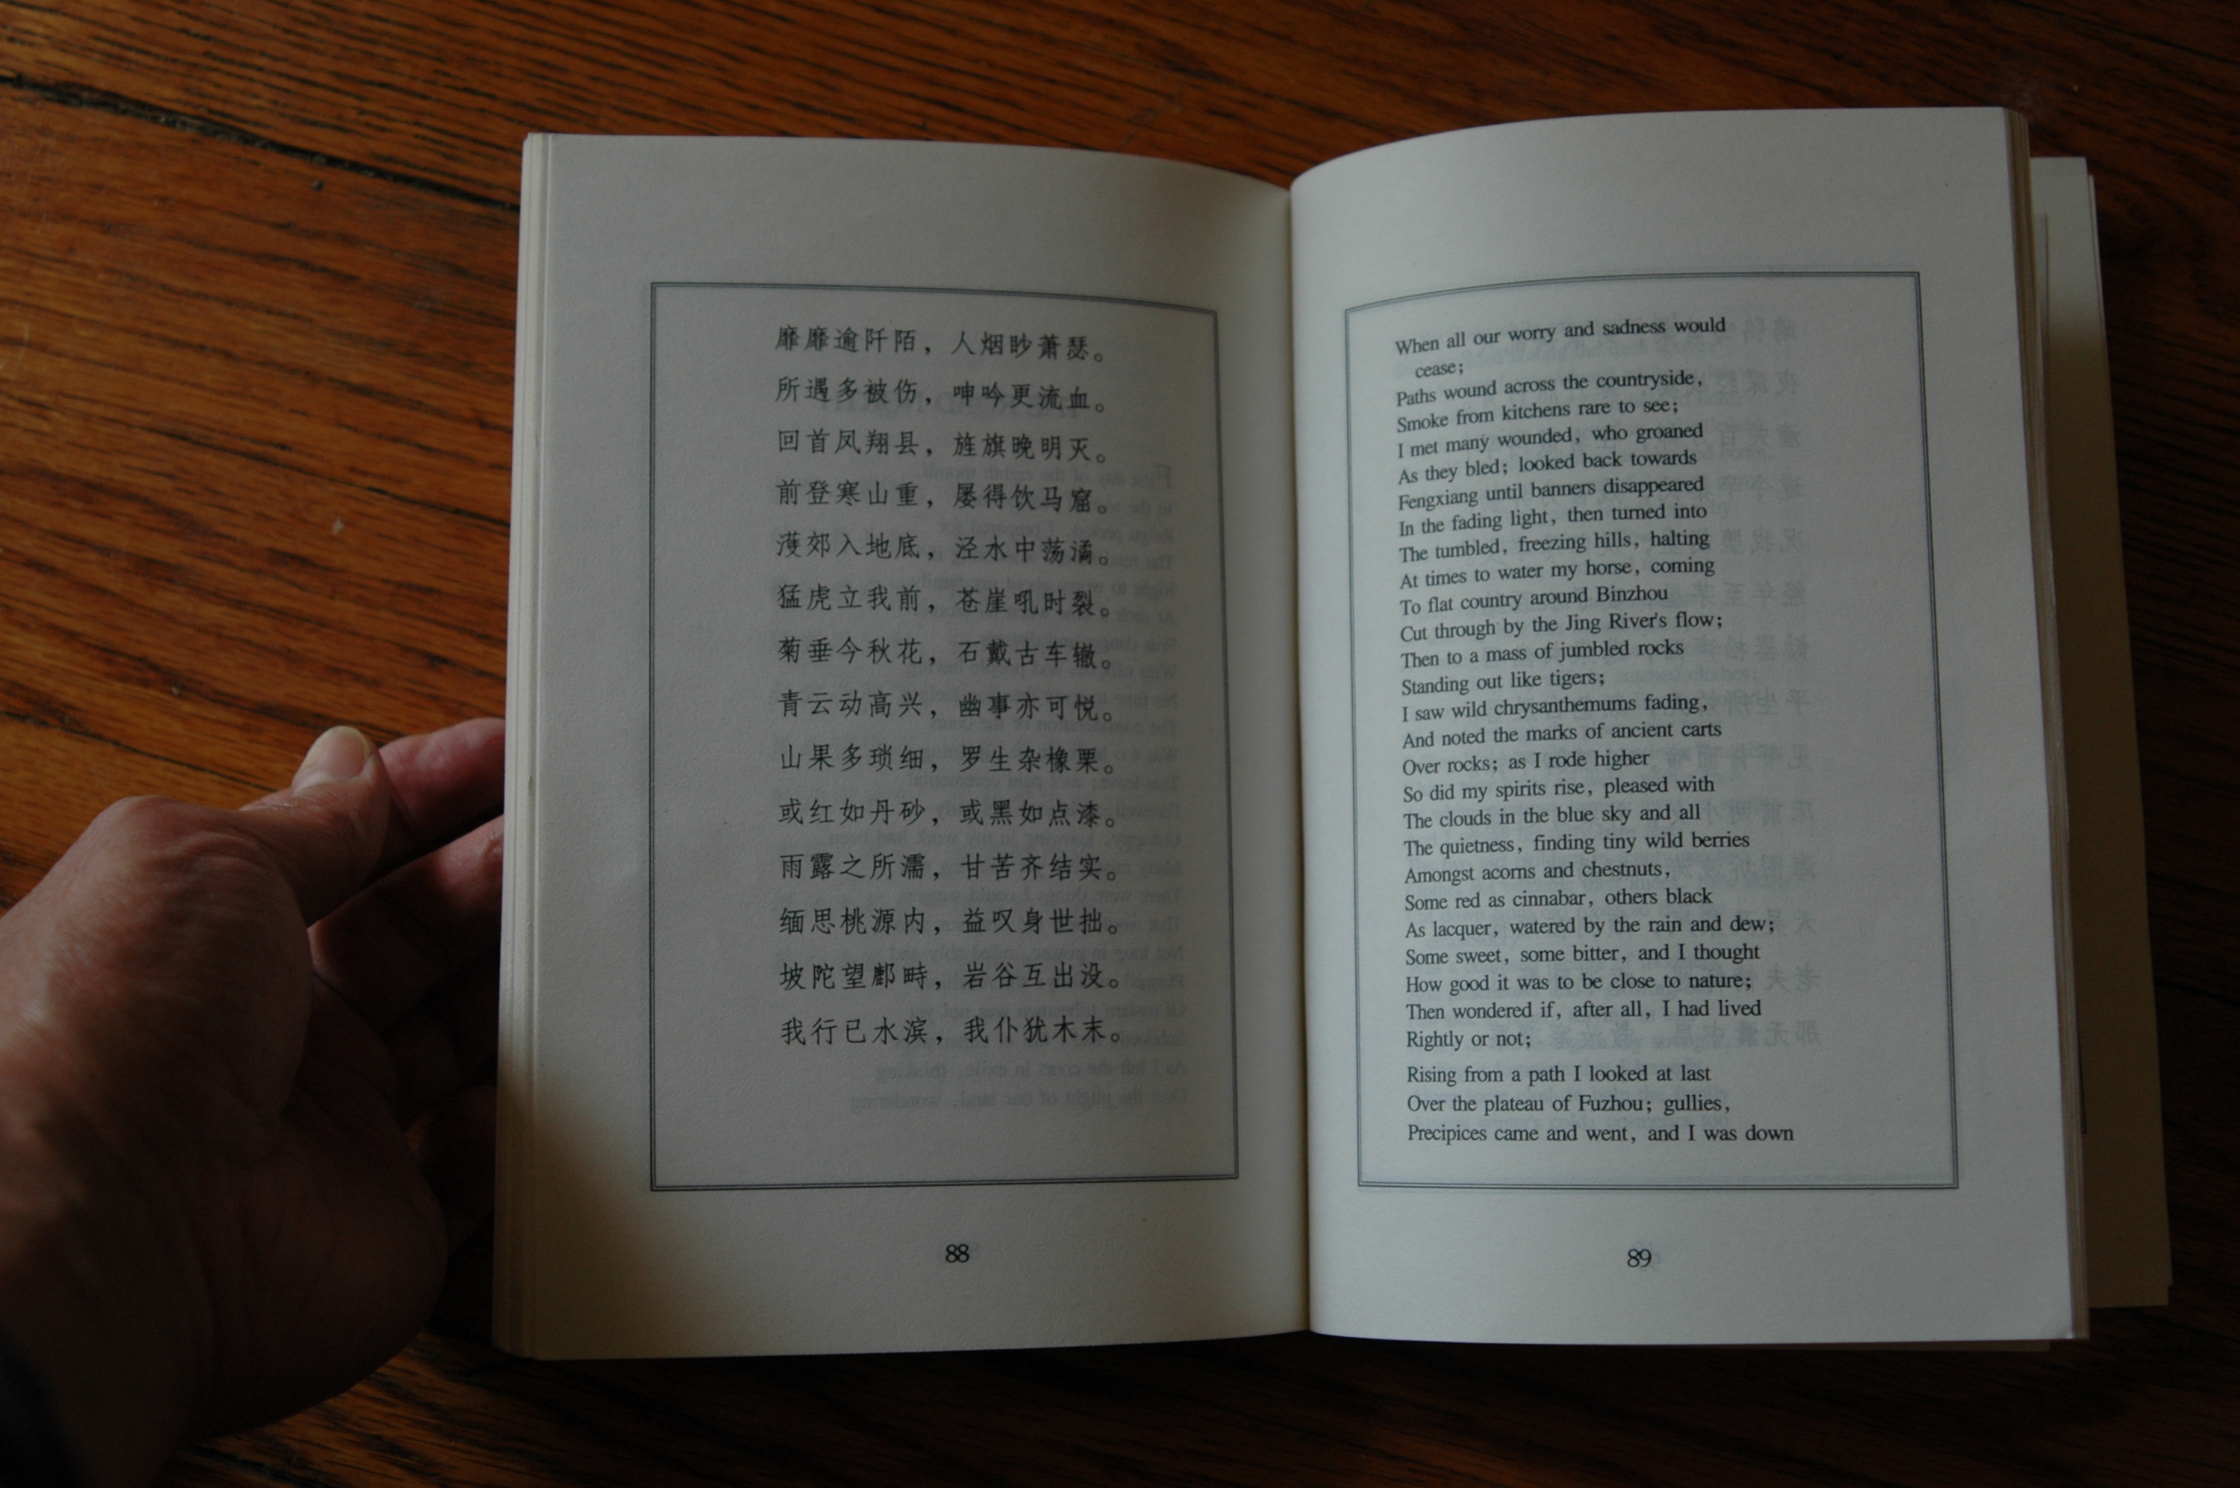 靡靡逾阡陌，人烟眇萧瑟。
所遇多被伤，呻吟更流血。
回首凤翔县，旌旗晚明灭。
前登寒山重，屡得饮马窟。
邠郊入地底，泾水中荡潏。
猛虎立我前，苍崖吼时裂。
菊垂今秋花，石戴古车辙。
青云动高兴，幽事亦可悦。
山果多琐细，罗生杂橡栗。
或红如丹砂，或黑如点漆。
雨露之所濡，甘苦齐结实。
缅思桃源内，益叹身世拙。
坡陀望鄜畤，岩谷互出没。
我行已水滨，我仆犹木末。
88
When all our worry and sadness would
cease;
Paths wound across the countryside,
Smoke from kitchens rare to see;
I met many wounded, who groaned
As they bled; looked back towards
Fengxiang until banners disappeared
In the fading light, then turned into
The tumbled, freezing hills, halting
At times to water my horse, coming
To flat country around Binzhou
Cut through by the Jing River's flow;
Then to a mass of jumbled rocks
Standing out like tigers;
I saw wild chrysanthemums fading,
And noted the marks of ancient carts
Over rocks; as I rode higher
So did my spirits rise, pleased with
The clouds in the blue sky and all
The quietness, finding tiny wild berries
Amongst acorns and chestnuts,
Some red as cinnabar, others black
As lacquer, watered by the rain and dew;
Some sweet, some bitter, and I thought
How good it was to be close to nature;
Then wondered if, after all, I had lived
Rightly or not;
Rising from a path I looked at last
Over the plateau of Fuzhou; gullies,
Precipices came and went, and I was down
89